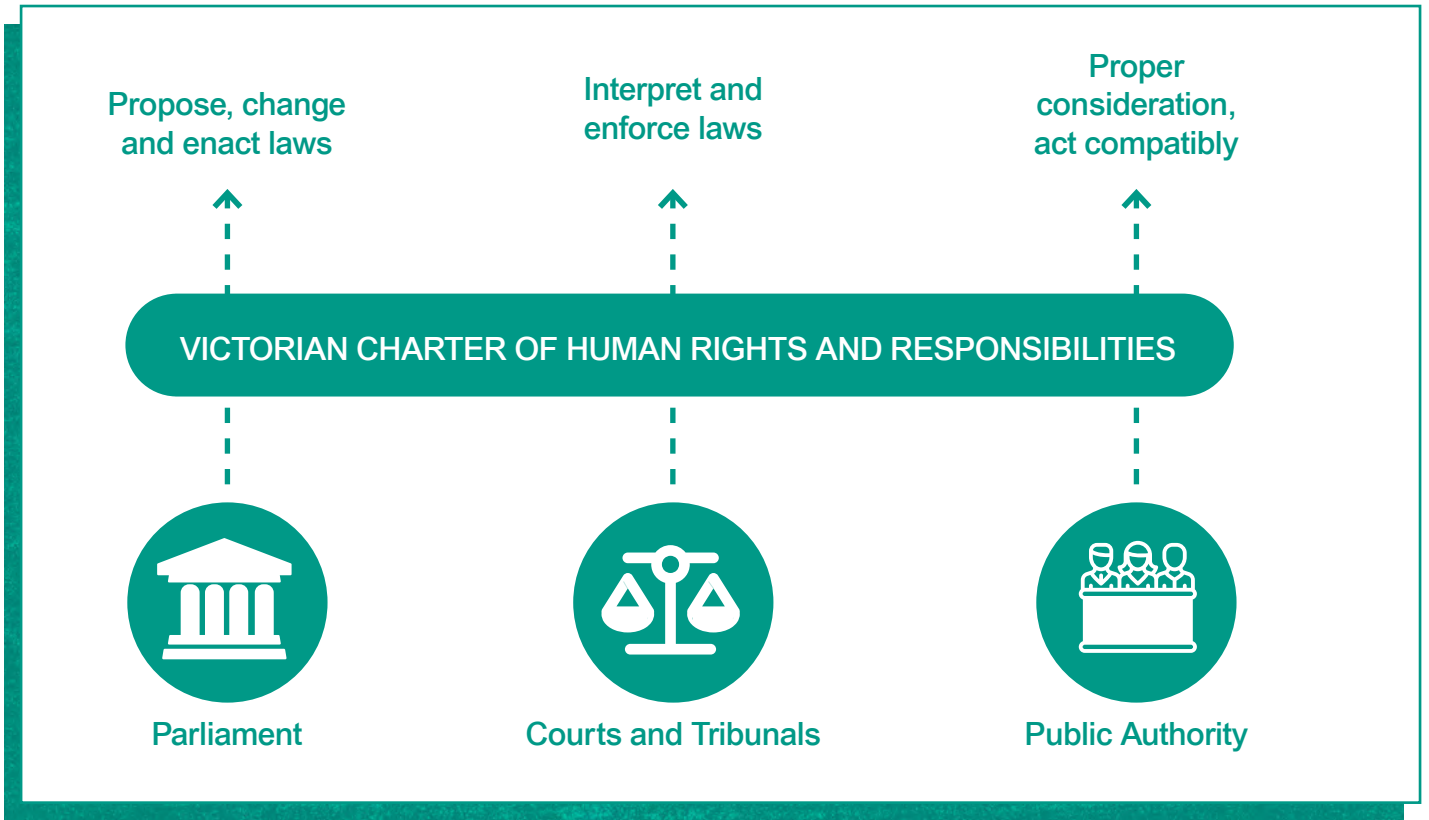 Propose, change
and enact laws
Interpret and
enforce laws
Proper
consideration,
act compatibly
VICTORIAN CHARTER OF HUMAN RIGHTS AND RESPONSIBILITIES
Parliament
Courts and Tribunals
Public Authority